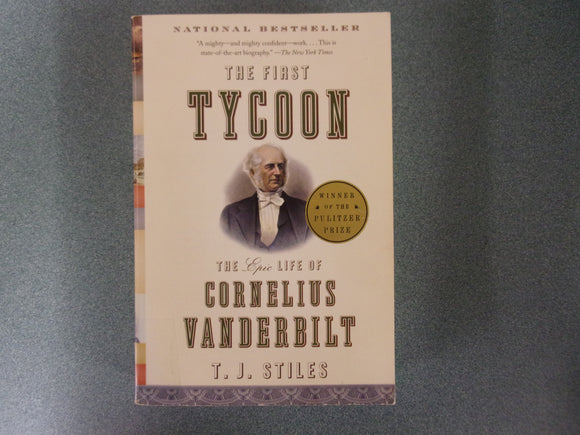 NATIONAL BESTSELLER
"A mighty—and mighty confident—work. . . . This is
state-of-the-art biography." —The New York Times
THE FIRST
TYCOON
WINNER
OF THE
PULITZER
PRIZE
THE Epic LIFE OF
CORNELIUS
VANDERBILT
T. J. STILES